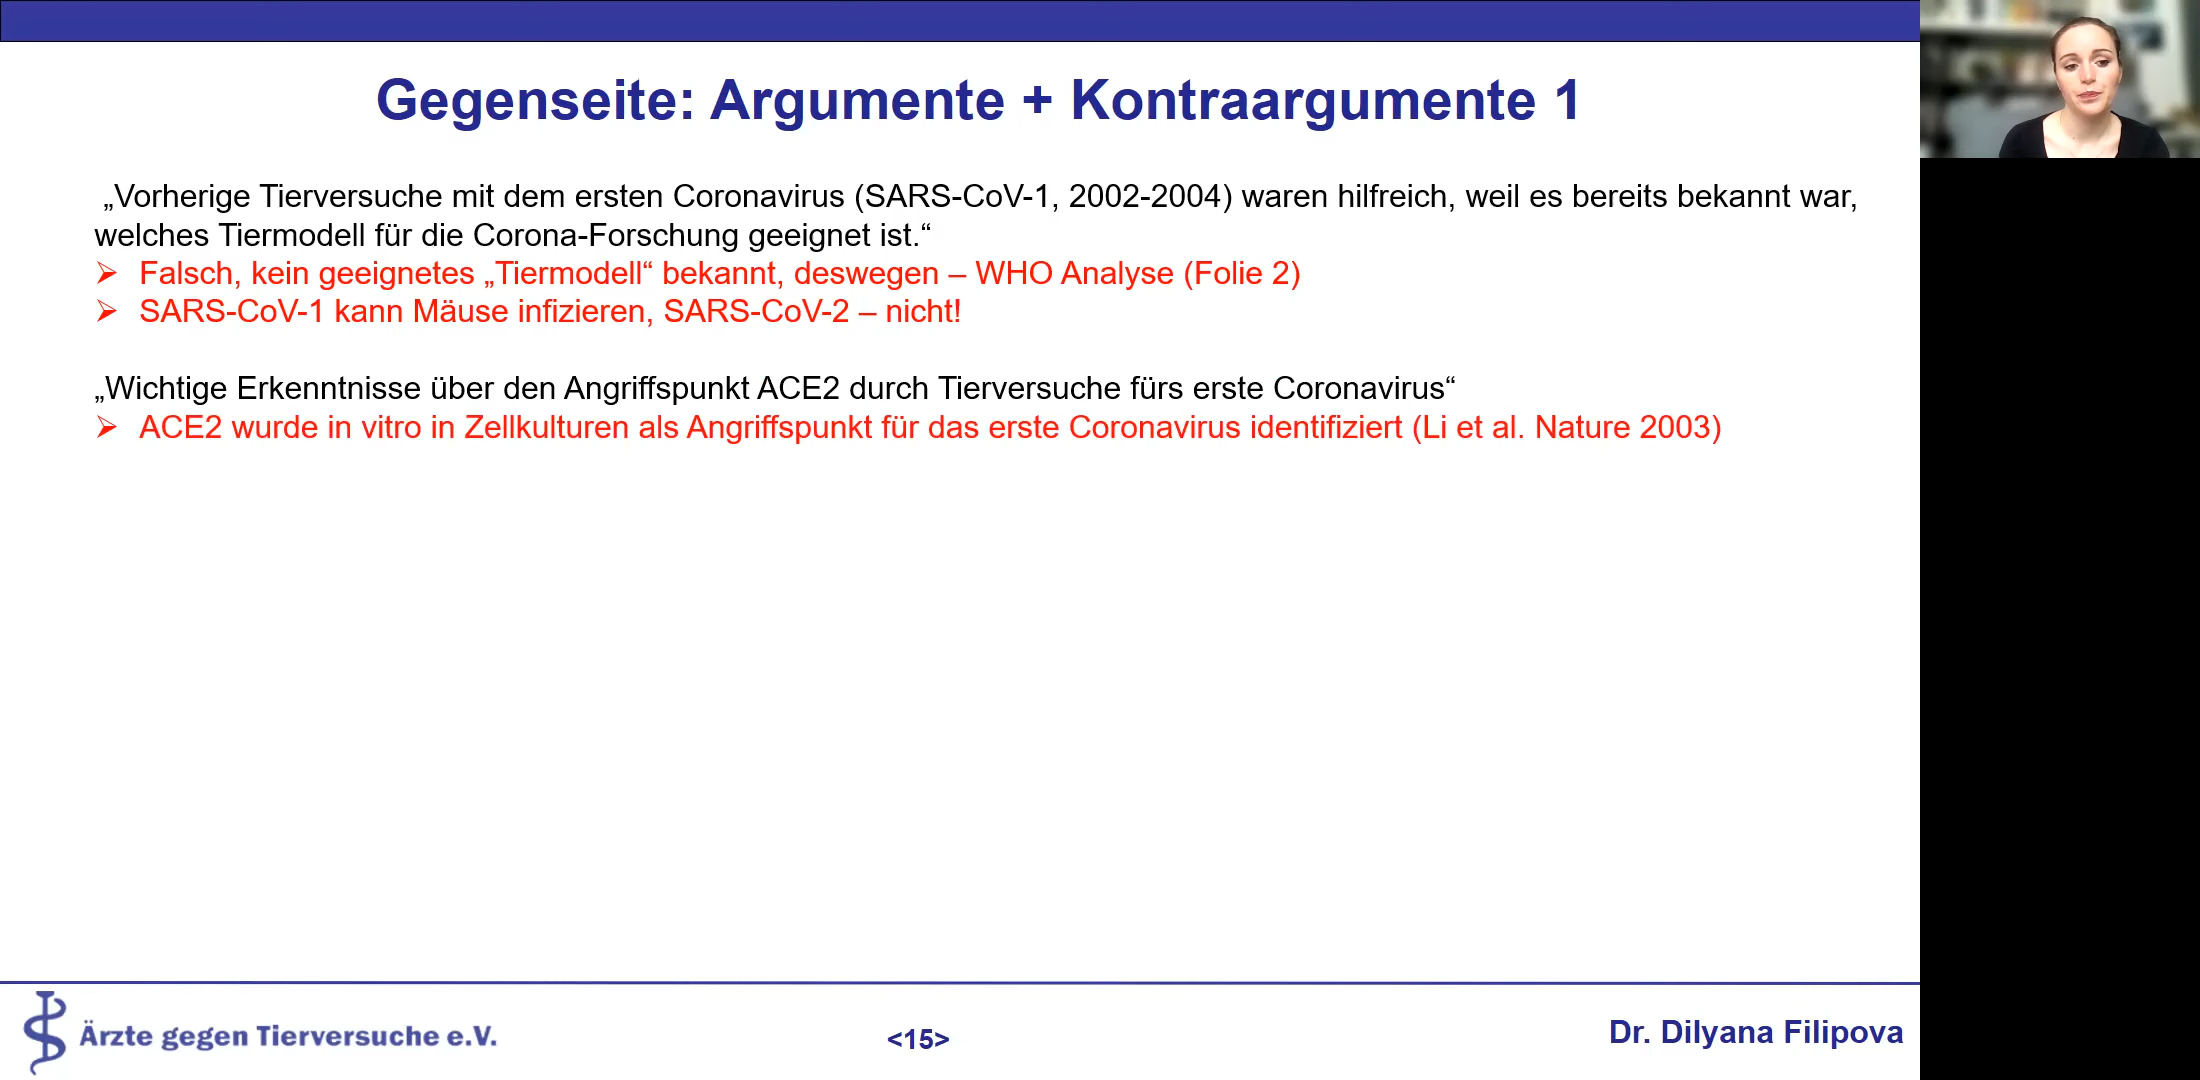 Gegenseite: Argumente + Kontraargumente 1
„Vorherige Tierversuche mit dem ersten Coronavirus (SARS-CoV-1, 2002-2004) waren hilfreich, weil es bereits bekannt war,
welches Tiermodell für die Corona-Forschung geeignet ist.“
➢ Falsch, kein geeignetes „Tiermodell“ bekannt, deswegen – WHO Analyse (Folie 2)
➢ SARS-CoV-1 kann Mäuse infizieren, SARS-CoV-2 – nicht!
„Wichtige Erkenntnisse über den Angriffspunkt ACE2 durch Tierversuche fürs erste Coronavirus“
➢ ACE2 wurde in vitro in Zellkulturen als Angriffspunkt für das erste Coronavirus identifiziert (Li et al. Nature 2003)
Ärzte gegen Tierversuche e.V.
<15>
Dr. Dilyana Filipova